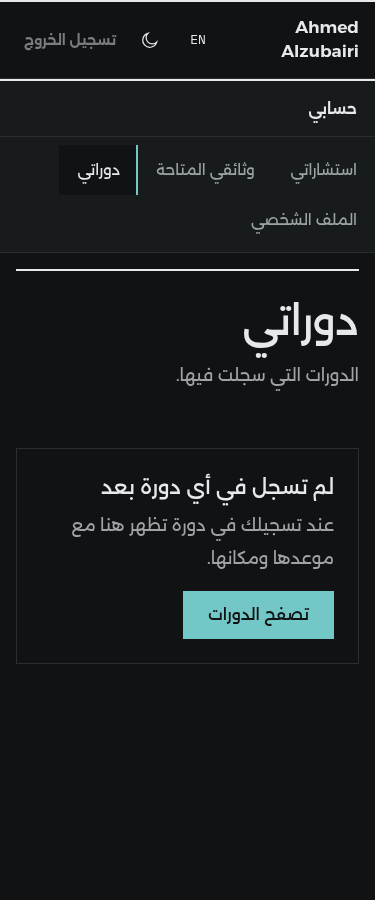 Ahmed
Alzubairi
EN
تسجيل الخروج
حسابي
استشاراتي
وثائقي المتاحة
دوراتي
الملف الشخصي
دوراتي
الدورات التي سجلت فيها.
لم تسجل في أي دورة بعد
عند تسجيلك في دورة تظهر هنا مع
موعدها ومكانها.
تصفح الدورات